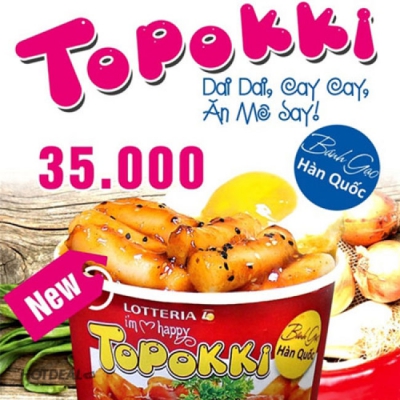 Topokki
Dai Dai, Cay Cay,
Ăn Mê Say!
35.000
Bánh Gạo
Hàn Quốc
New
LOTTERIA
i'm happy
TOPOKKI
Bánh Gạo
Hàn Quốc
HOTDEAL